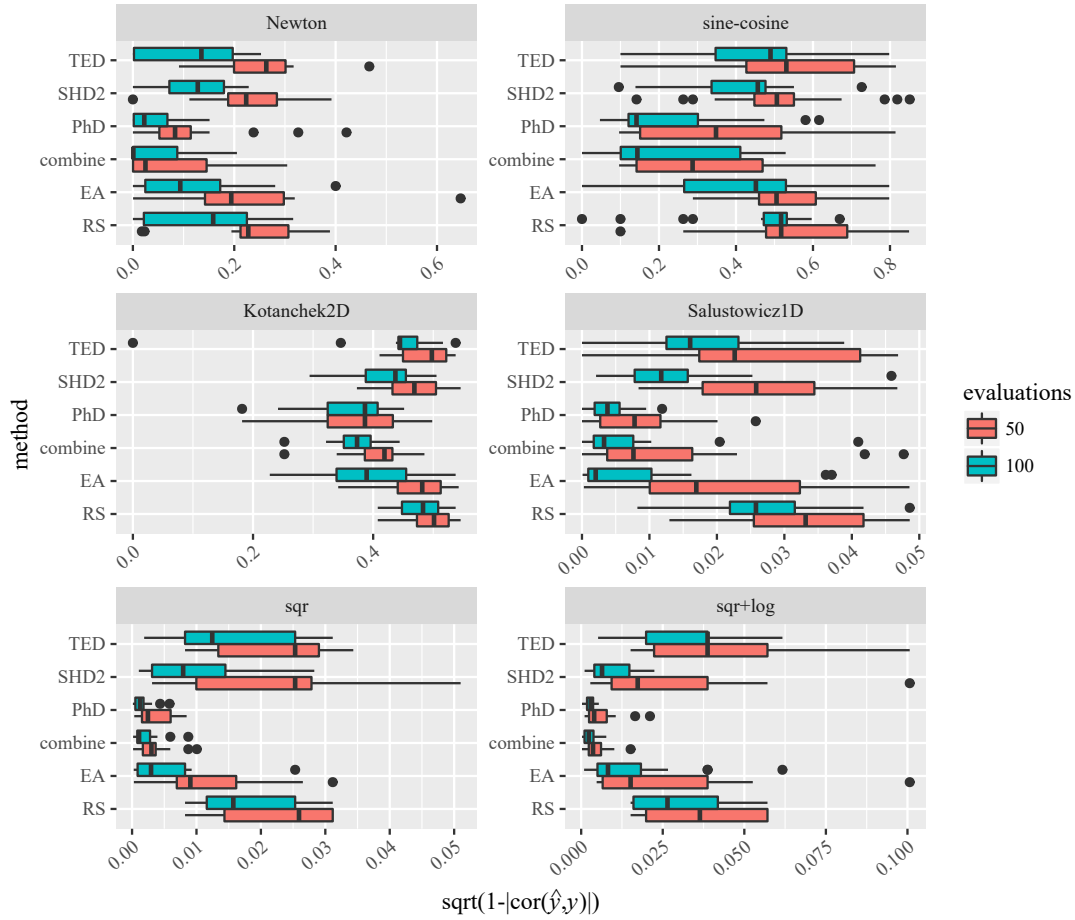 Newton
sine-cosine
TED
SHD2
PhD
combine
EA
RS
0.0 0.2 0.4 0.6
TED
SHD2
PhD
combine
EA
RS
0.0 0.2 0.4 0.6 0.8
Kotanchek2D
Salustowicz1D
TED
SHD2
PhD
combine
EA
RS
0.0 0.2 0.4
TED
SHD2
PhD
combine
EA
RS
0.00 0.01 0.02 0.03 0.04 0.05
method
evaluations
50
100
sqr
sqr+log
TED
SHD2
PhD
combine
EA
RS
0.00 0.01 0.02 0.03 0.04 0.05
TED
SHD2
PhD
combine
EA
RS
0.000 0.025 0.050 0.075 0.100
sqrt(1-|cor(ŷ,y)|)